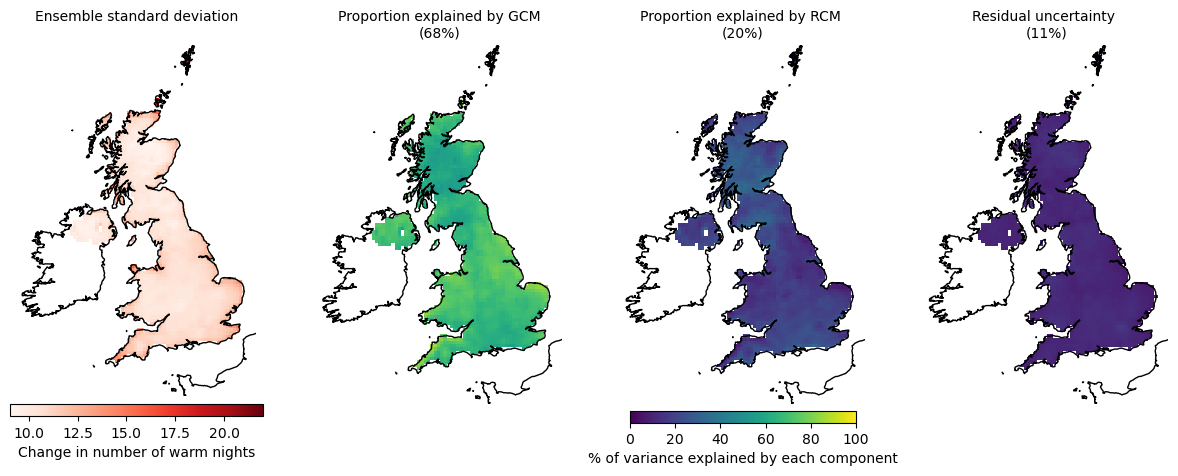 Ensemble standard deviation
Proportion explained by GCM
(68%)
Proportion explained by RCM
(20%)
Residual uncertainty
(11%)
10.0 12.5 15.0 17.5 20.0
Change in number of warm nights
0 20 40 60 80 100
% of variance explained by each component